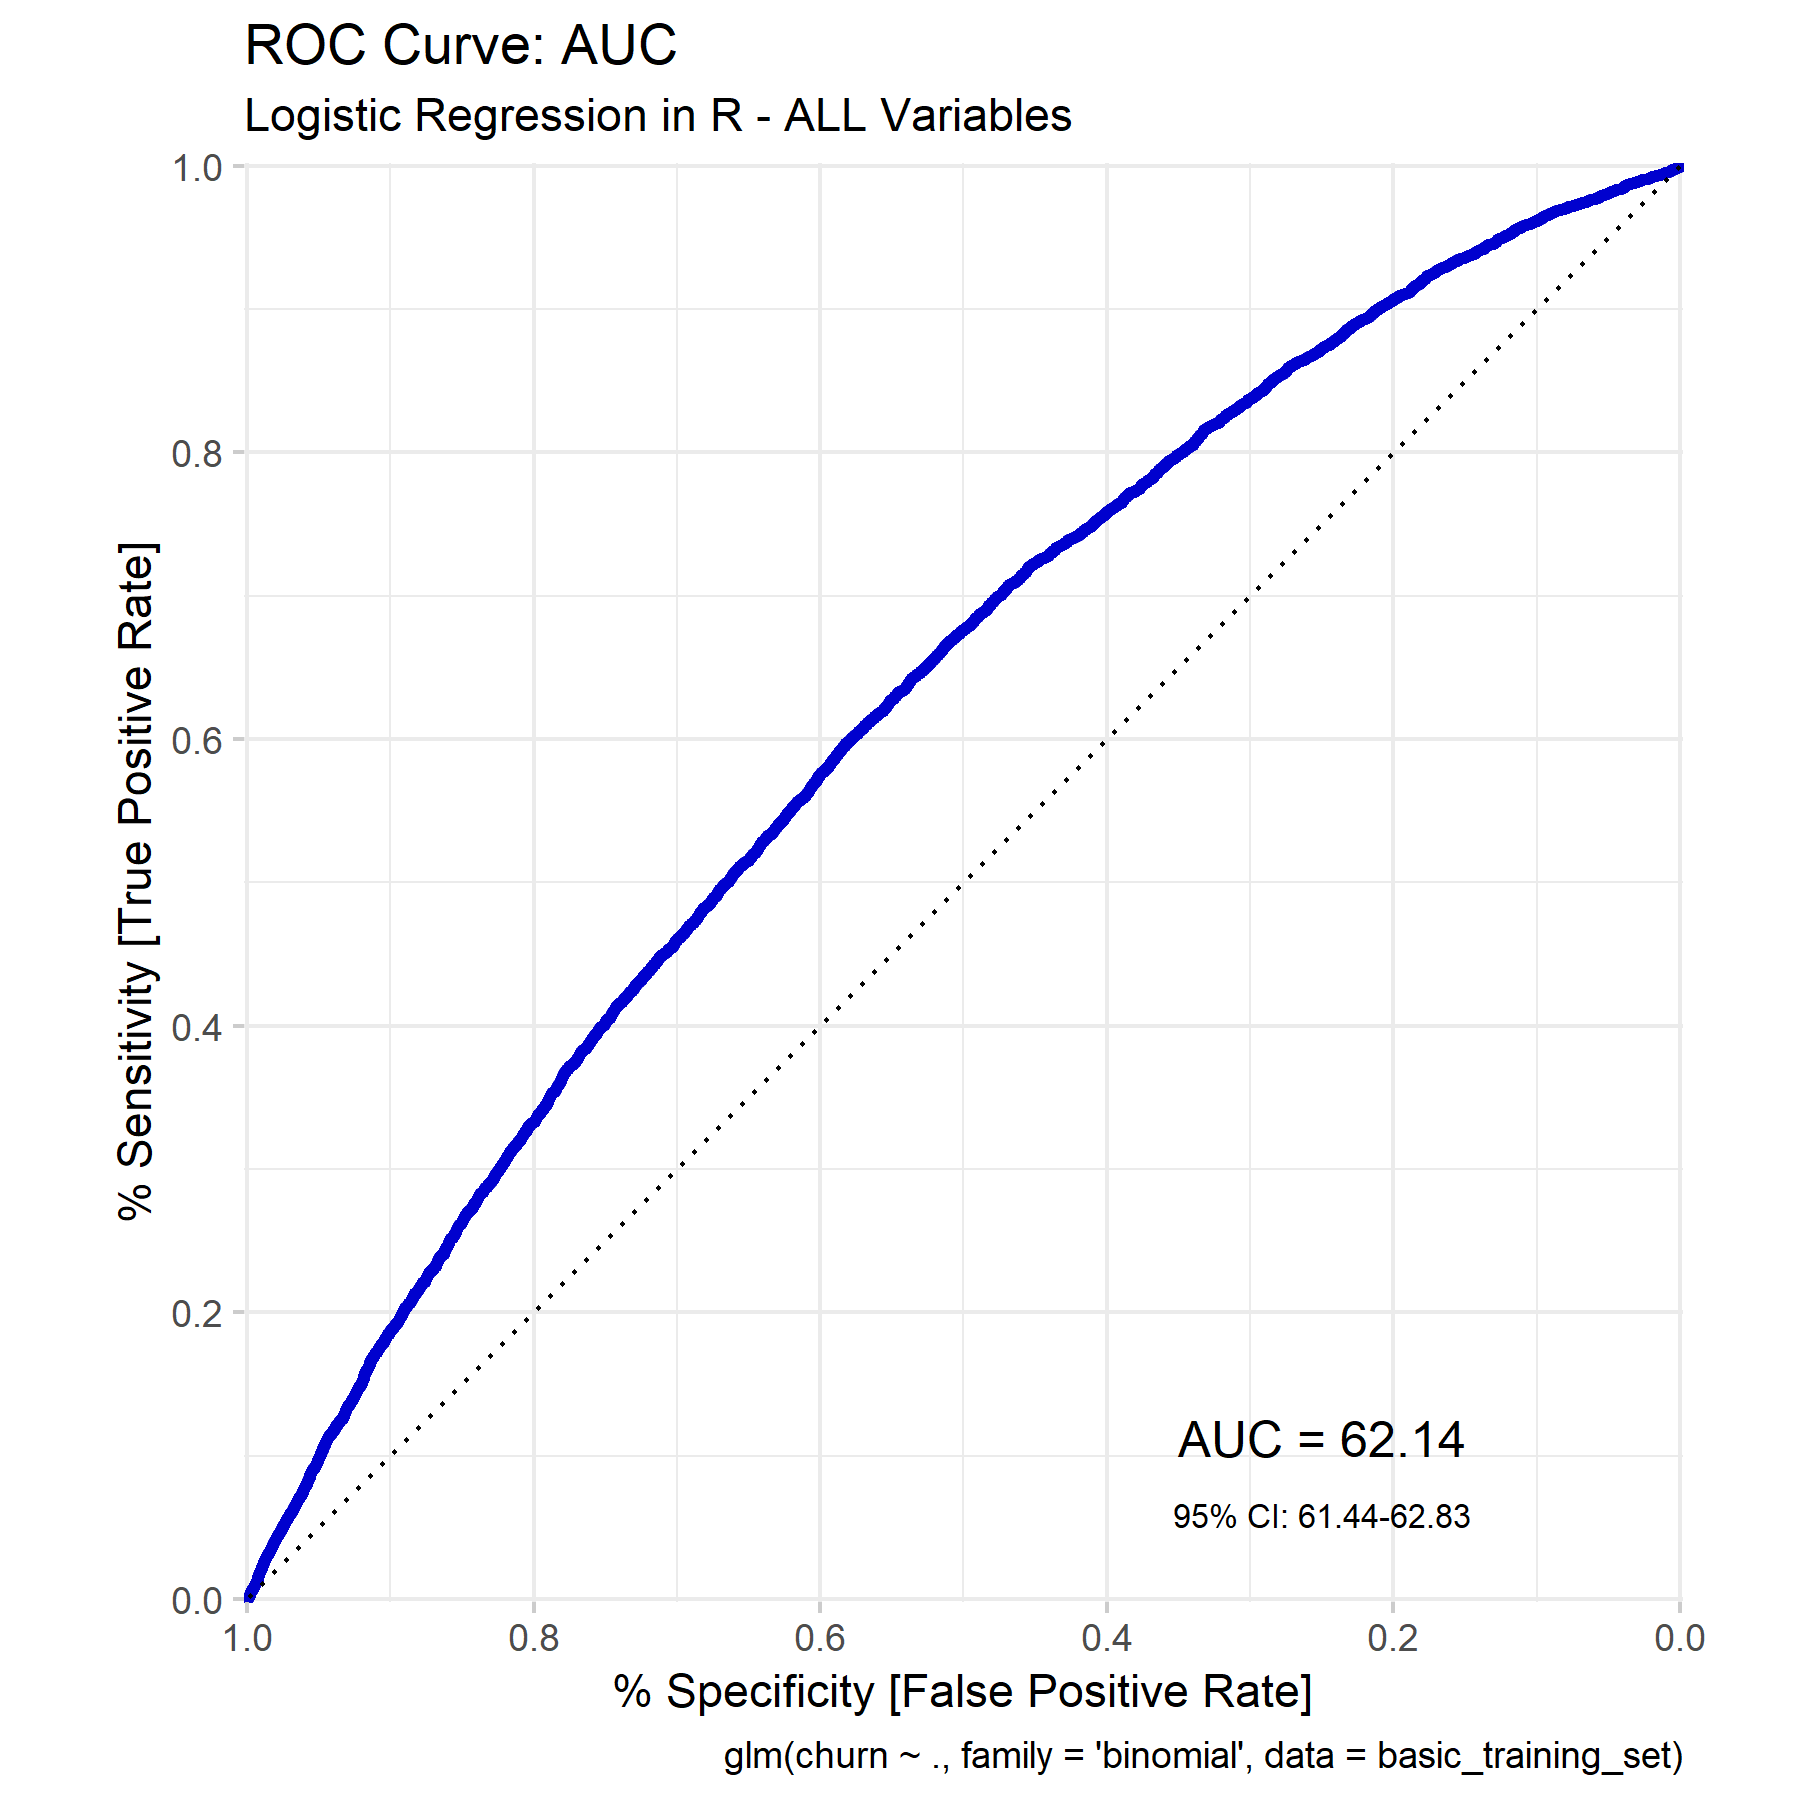 ROC Curve: AUC
Logistic Regression in R - ALL Variables
1.0
0.8
0.6
0.4
0.2
0.0
% Sensitivity [True Positive Rate]
AUC = 62.14
95% CI: 61.44-62.83
1.0 0.8 0.6 0.4 0.2 0.0
% Specificity [False Positive Rate]
glm(churn ~ ., family = 'binomial', data = basic_training_set)